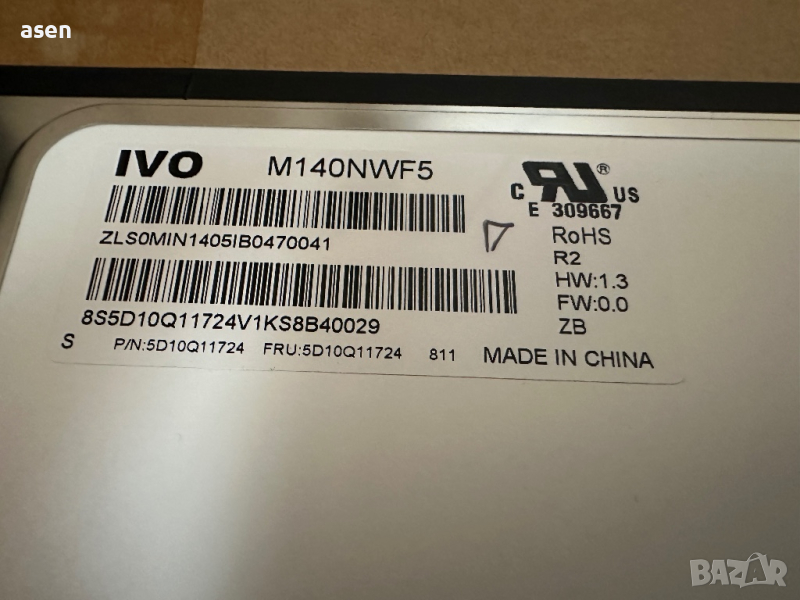 asen
IVO M140NWF5
ZLS0MIN1405IB0470041
8S5D10Q11724V1KS8B40029
S P/N:5D10Q11724 FRU:5D10Q11724 811 MADE IN CHINA
C RU ® US
E 309667
RoHS
R2
HW:1.3
FW:0.0
ZB
BAZAR